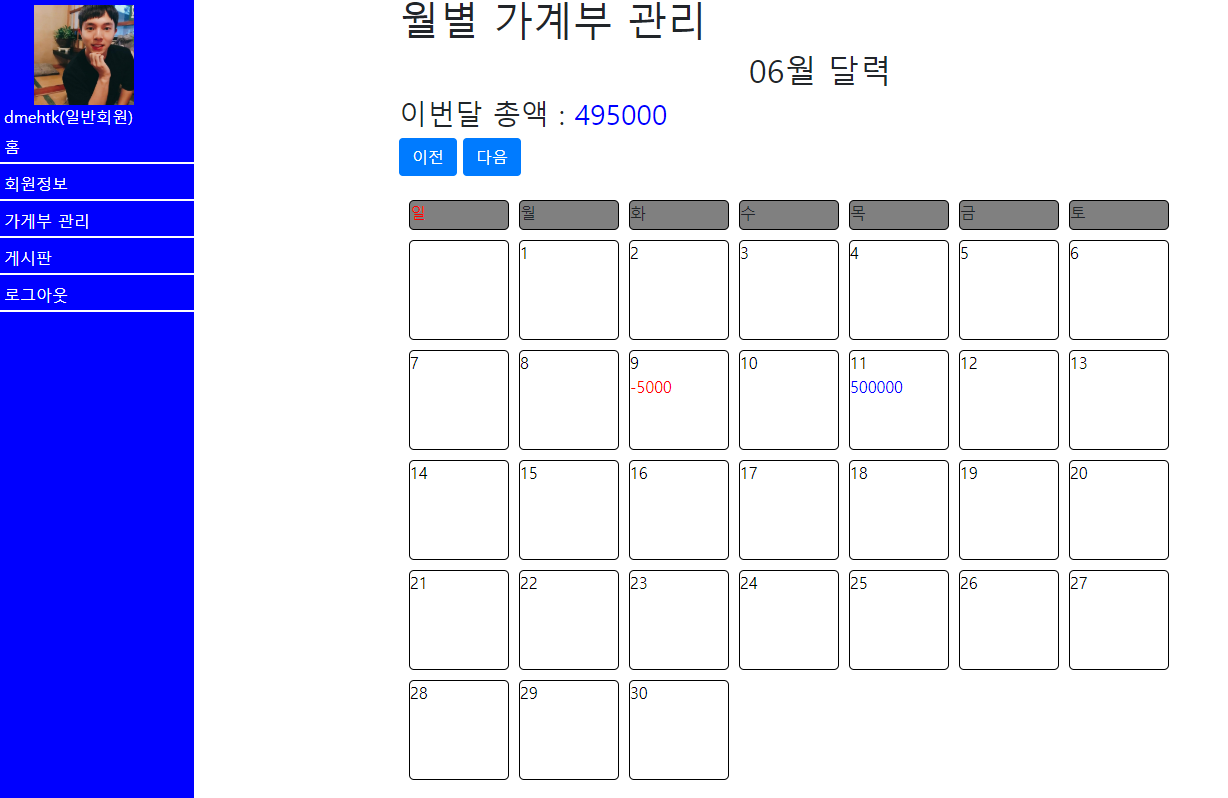 dmehtk(일반회원)
홈
회원정보
가게부 관리
게시판
로그아웃
월별 가계부 관리
06월 달력
이번달 총액 : 495000
이전 다음
일 월 화 수 목 금 토
1 2 3 4 5 6
7 8 9 10 11 12 13
-5000 500000
14 15 16 17 18 19 20
21 22 23 24 25 26 27
28 29 30